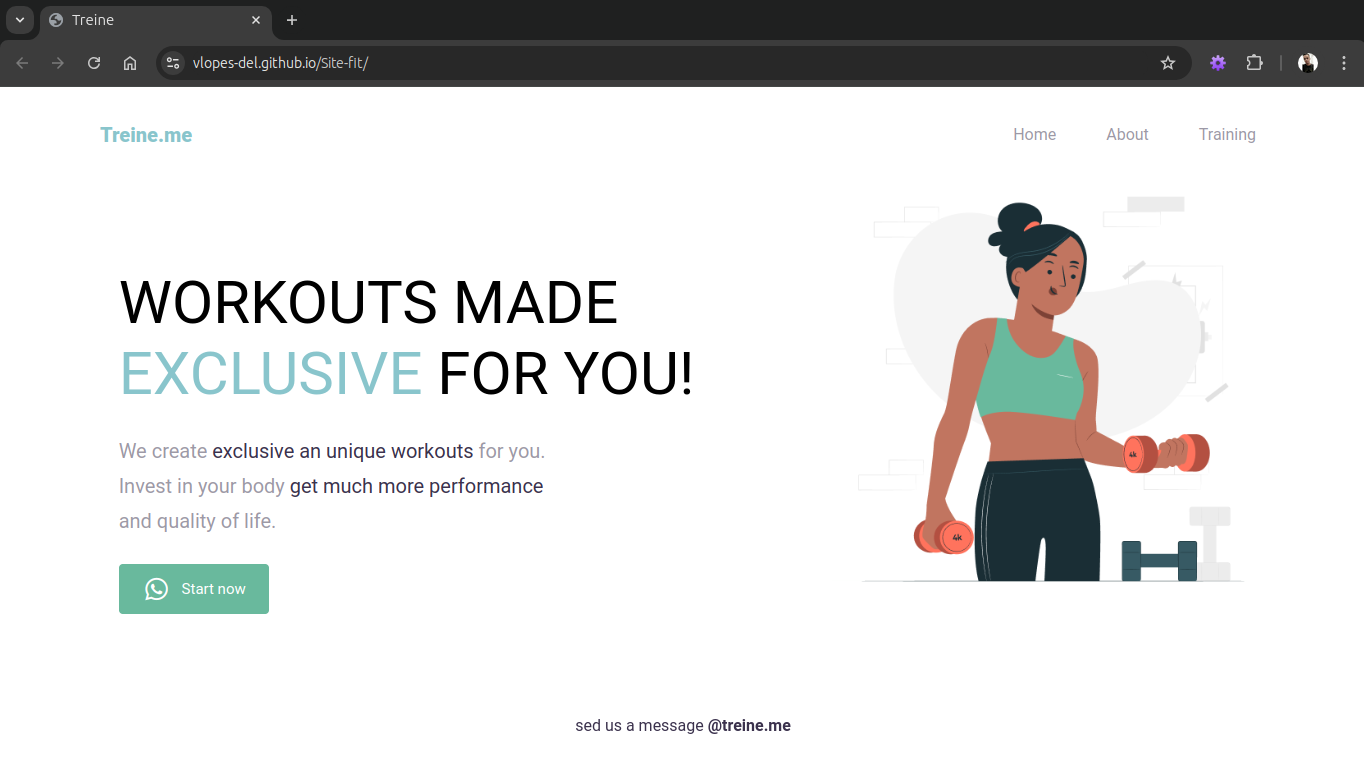 Treine
vlopes-del.github.io/Site-fit/
Treine.me
Home About Training
WORKOUTS MADE
EXCLUSIVE FOR YOU!
We create exclusive an unique workouts for you.
Invest in your body get much more performance
and quality of life.
4k
4k
Start now
sed us a message @treine.me